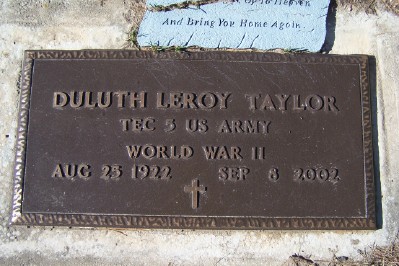 Up To Heaven
And Bring You Home Again.
DULUTH LEROY TAYLOR
TEC 5 US ARMY
WORLD WAR II
AUG 25 1922 SEP 8 2002